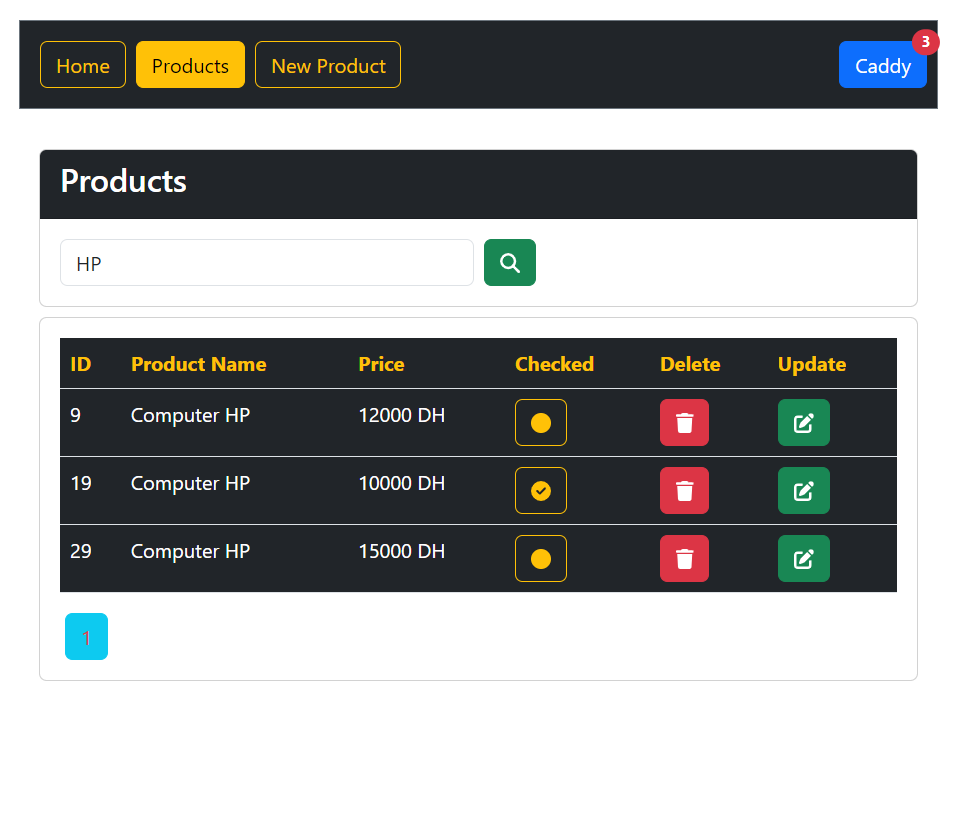 Home Products New Product Caddy 3
Products
HP
ID Product Name Price Checked Delete Update
9 Computer HP 12000 DH
19 Computer HP 10000 DH
29 Computer HP 15000 DH
1